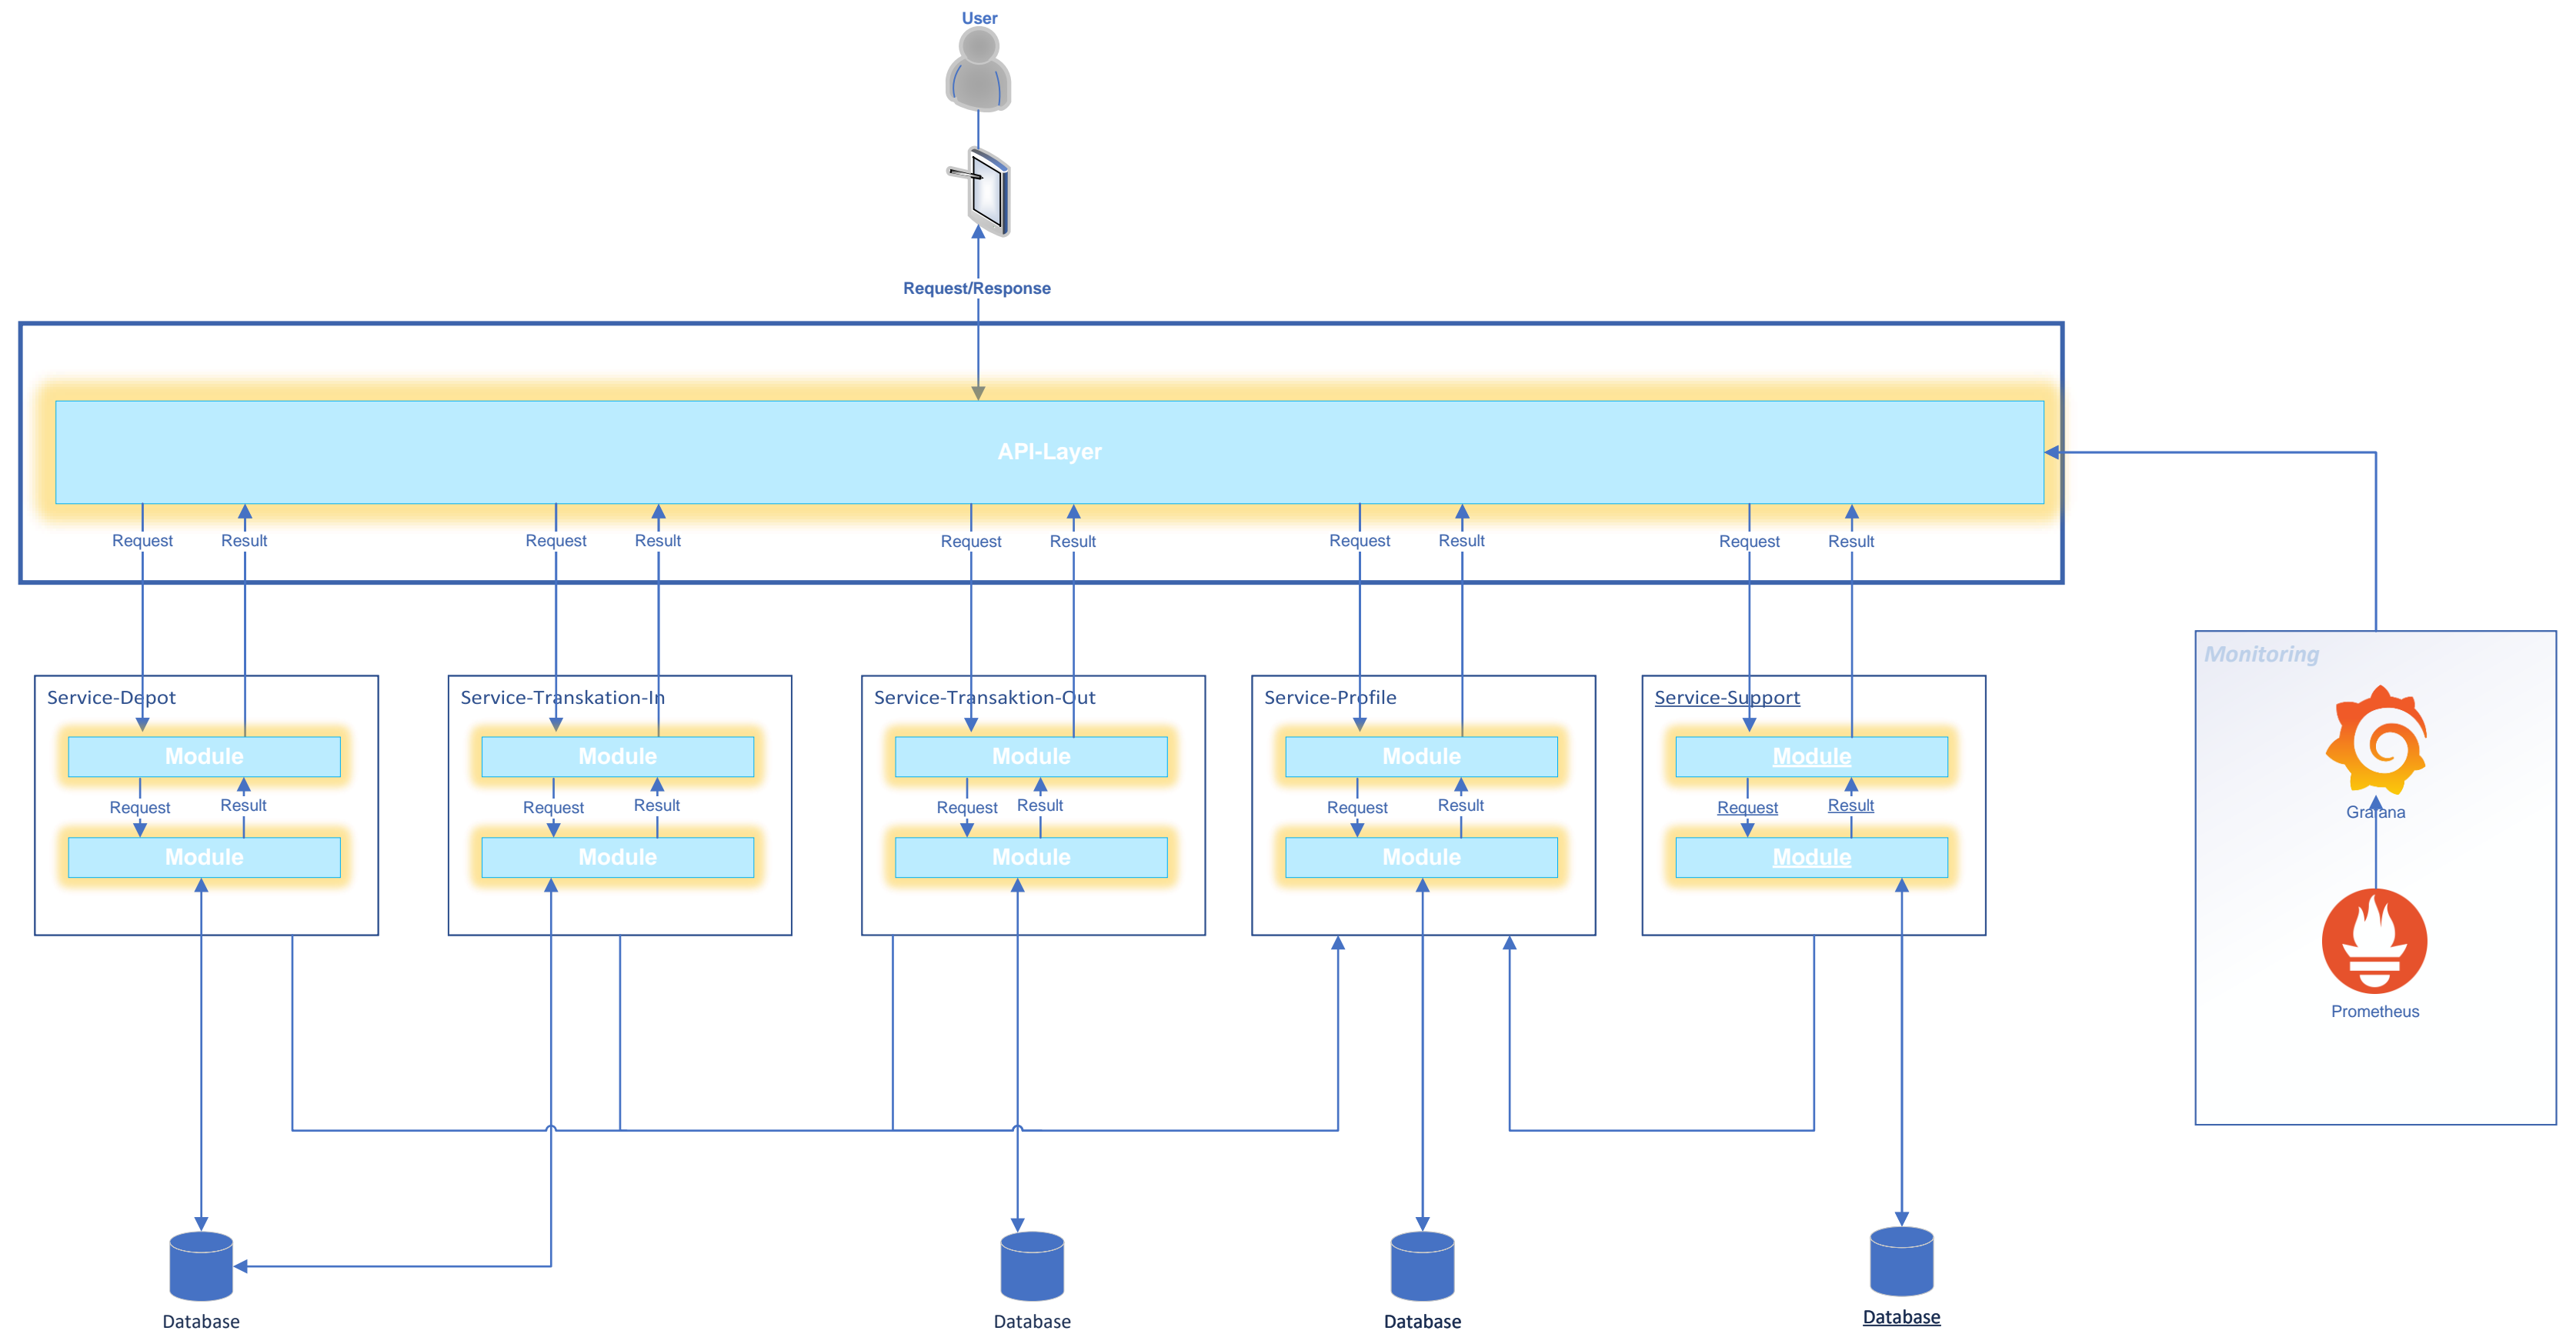 User
Request/Response
API-Layer
Request Result Request Result Request Result Request Result Request Result
Monitoring
Service-Depot
Service-Transkation-In
Service-Transaktion-Out
Service-Profile
Service-Support
Module Module Module Module Module
Request Result Request Result Request Result Request Result Request Result
Grafana
Module Module Module Module Module
Prometheus
Database Database Database Database